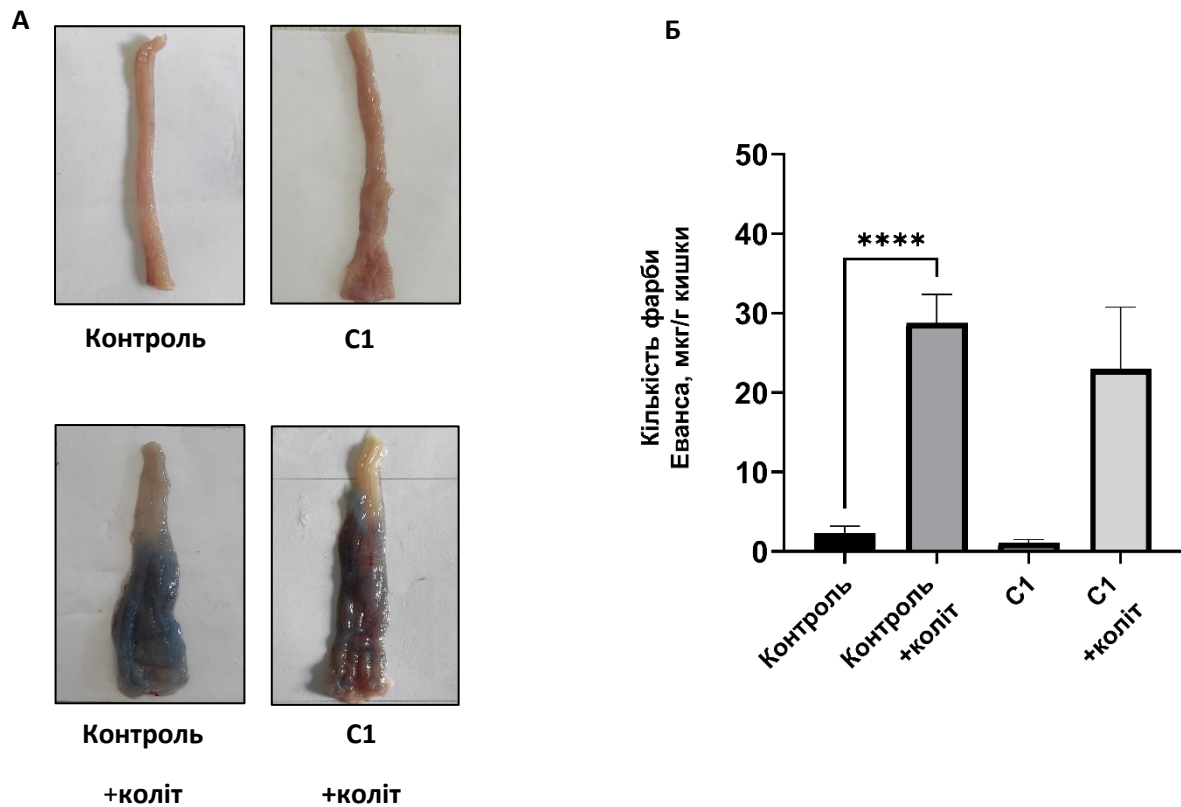 А
Контроль
С1
Контроль
+коліт
С1
+коліт
Б
Кількість фарби
Еванса, мкг/г кишки
50
40
30
20
10
0
****
Контроль
Контроль
+коліт
С1
С1
+коліт